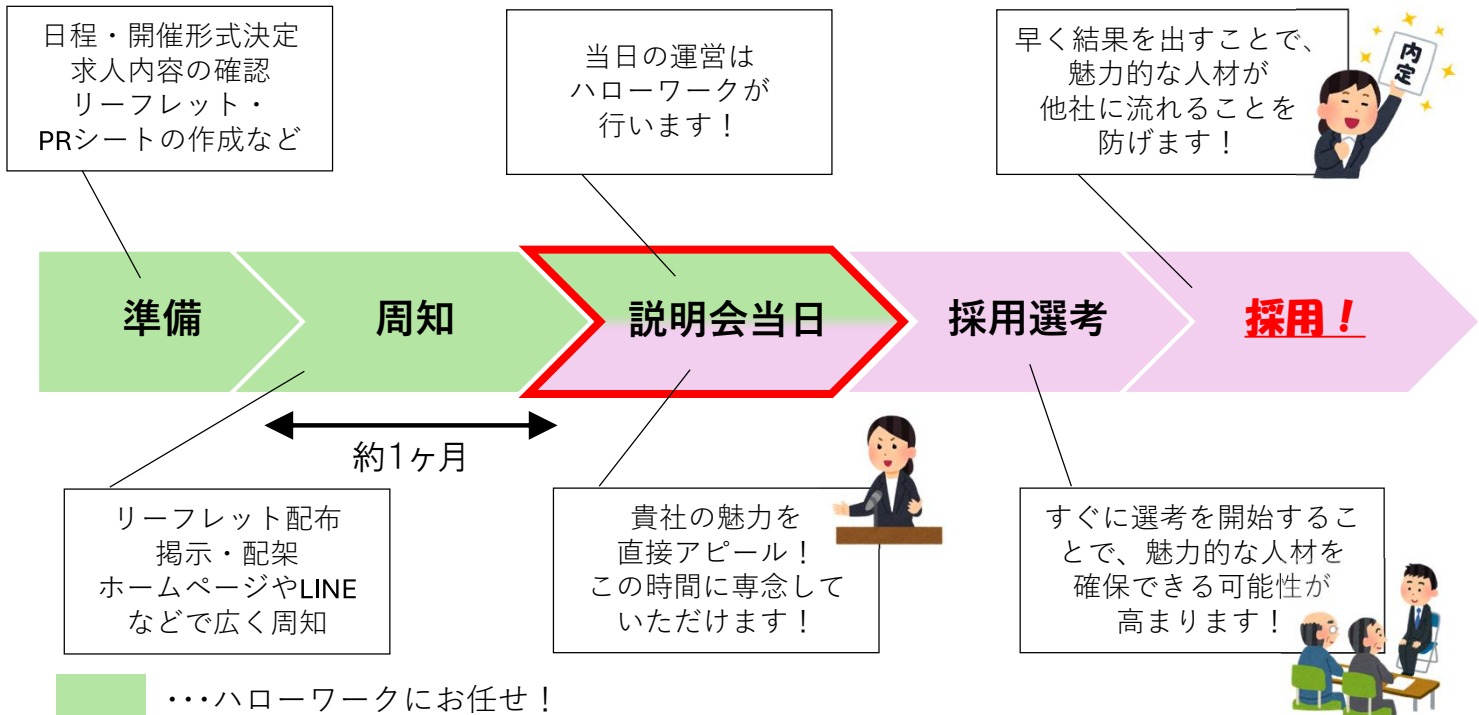 日程・開催形式決定
求人内容の確認
リーフレット・
PRシートの作成など
当日の運営は
ハローワークが
行います！
早く結果を出すことで、
魅力的な人材が
他社に流れることを
防げます！
内定
準備
周知
説明会当日
採用選考
採用！
約1ヶ月
リーフレット配布
掲示・配架
ホームページやLINE
などで広く周知
貴社の魅力を
直接アピール！
この時間に専念して
いただけます！
すぐに選考を開始するこ
とで、魅力的な人材を
確保できる可能性が
高まります！
･･･ハローワークにお任せ！